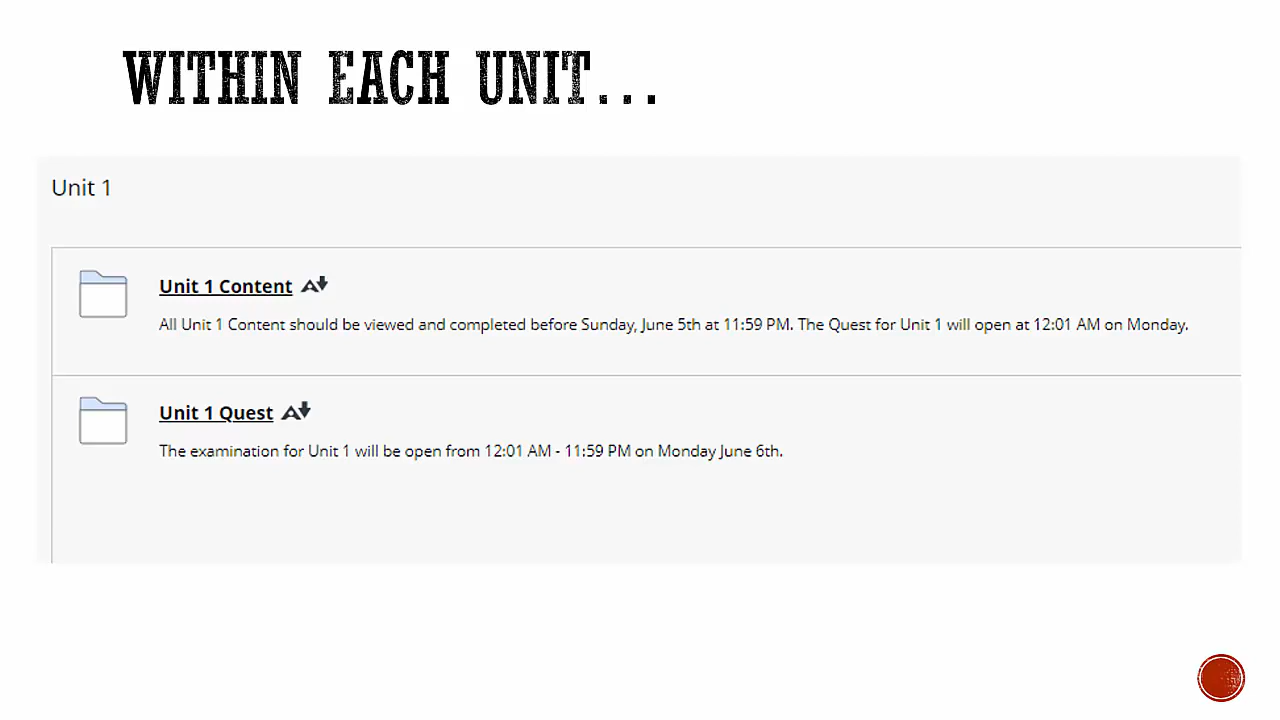 WITHIN EACH UNIT...
Unit 1
Unit 1 Content
All Unit 1 Content should be viewed and completed before Sunday, June 5th at 11:59 PM. The Quest for Unit 1 will open at 12:01 AM on Monday.
Unit 1 Quest
The examination for Unit 1 will be open from 12:01 AM - 11:59 PM on Monday June 6th.